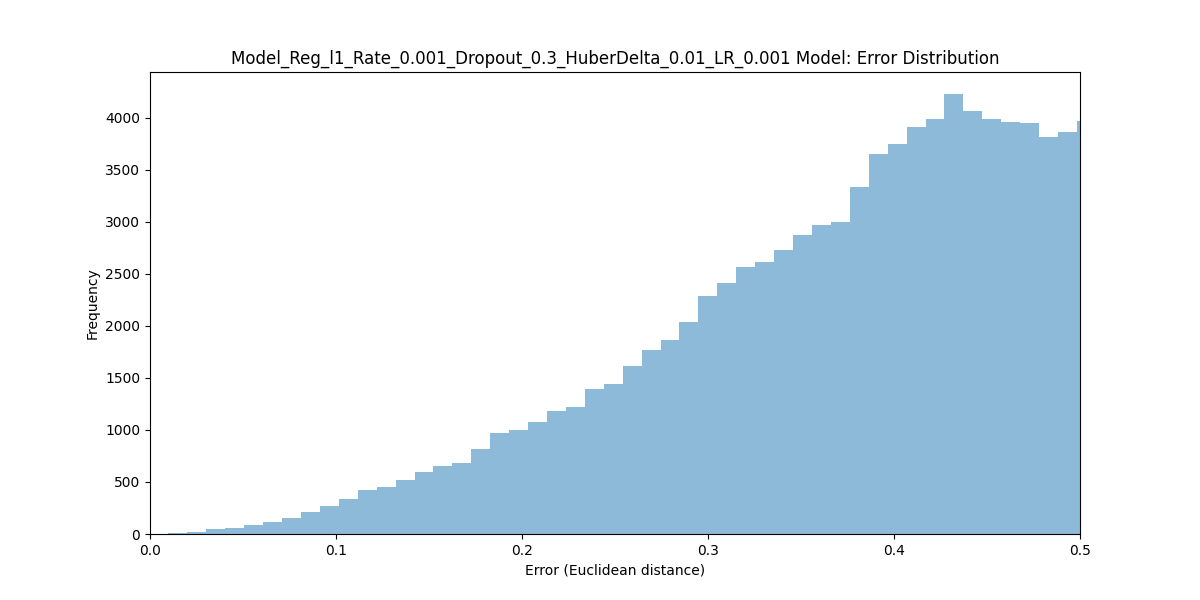 Model_Reg_l1_Rate_0.001_Dropout_0.3_HuberDelta_0.01_LR_0.001 Model: Error Distribution
Frequency
4000
3500
3000
2500
2000
1500
1000
500
0
0.0 0.1 0.2 0.3 0.4 0.5
Error (Euclidean distance)